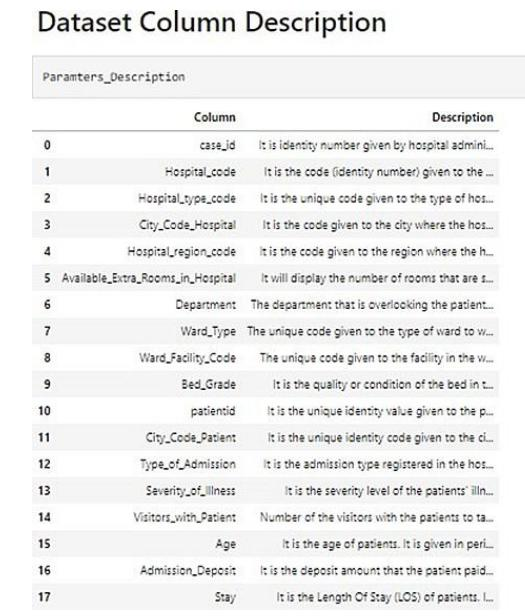 Dataset Column Description
Paramters_Description
Column Description
0 case_id It is identity number given by hospital admini...
1 Hospital_code It is the code (identity number) given to the ...
2 Hospital_type_code It is the unique code given to the type of hos...
3 City_Code_Hospital It is the code given to the city where the hos...
4 Hospital_region_code It is the code given to the region where the h...
5 Available_Extra_Rooms_in_Hospital It will display the number of rooms that are s...
6 Department The department that is overlooking the patient...
7 Ward_Type The unique code given to the type of ward to w...
8 Ward_Facility_Code The unique code given to the facility in the w...
9 Bed_Grade It is the quality or condition of the bed in t...
10 patientid It is the unique identity value given to the p...
11 City_Code_Patient It is the unique identity code given to the ci...
12 Type_of_Admission It is the admission type registered in the hos...
13 Severity_of_Illness It is the severity level of the patients' illn...
14 Visitors_with_Patient Number of the visitors with the patients to ta...
15 Age It is the age of patients. It is given in peri...
16 Admission_Deposit It is the deposit amount that the patient paid...
17 Stay It is the Length Of Stay (LOS) of patients. I...